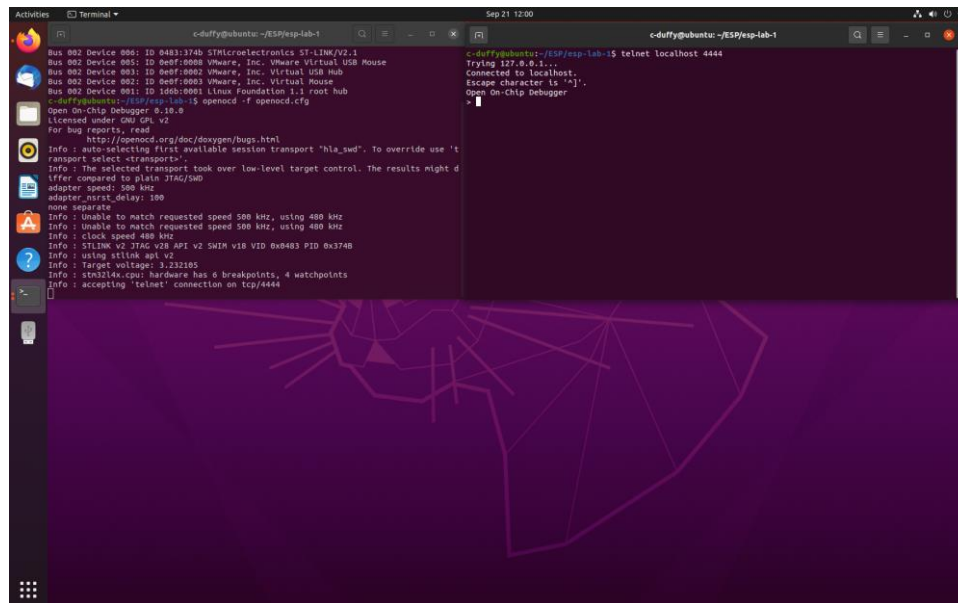 Activities
Terminal
Sep 21 12:00
c-duffy@ubuntu: ~/ESP/esp-lab-1
Bus 002 Device 006: ID 0483:374b STMicroelectronics ST-LINK/V2.1
Bus 002 Device 005: ID 0e0f:0008 VMware, Inc. VMware Virtual USB Mouse
Bus 002 Device 003: ID 0e0f:0002 VMware, Inc. Virtual USB Hub
Bus 002 Device 002: ID 0e0f:0003 VMware, Inc. Virtual Mouse
Bus 002 Device 001: ID 1d6b:0001 Linux Foundation 1.1 root hub
c-duffy@ubuntu:~/ESP/esp-lab-1$ openocd -f openocd.cfg
Open On-Chip Debugger 0.10.0
Licensed under GNU GPL v2
For bug reports, read
http://openocd.org/doc/doxygen/bugs.html
Info : auto-selecting first available session transport "hla_swd". To override use 't
ransport select <transport>'.
Info : The selected transport took over low-level target control. The results might d
iffer compared to plain JTAG/SWD
adapter speed: 500 kHz
adapter_nsrst_delay: 100
none separate
Info : Unable to match requested speed 500 kHz, using 480 kHz
Info : Unable to match requested speed 500 kHz, using 480 kHz
Info : clock speed 480 kHz
Info : STLINK v2 JTAG v28 API v2 SWIM v18 VID 0x0483 PID 0x374B
Info : using stlink api v2
Info : Target voltage: 3.232105
Info : stm32l4x.cpu: hardware has 6 breakpoints, 4 watchpoints
Info : accepting 'telnet' connection on tcp/4444
c-duffy@ubuntu: ~/ESP/esp-lab-1
c-duffy@ubuntu:~/ESP/esp-lab-1$ telnet localhost 4444
Trying 127.0.0.1...
Connected to localhost.
Escape character is '^]'.
Open On-Chip Debugger
>